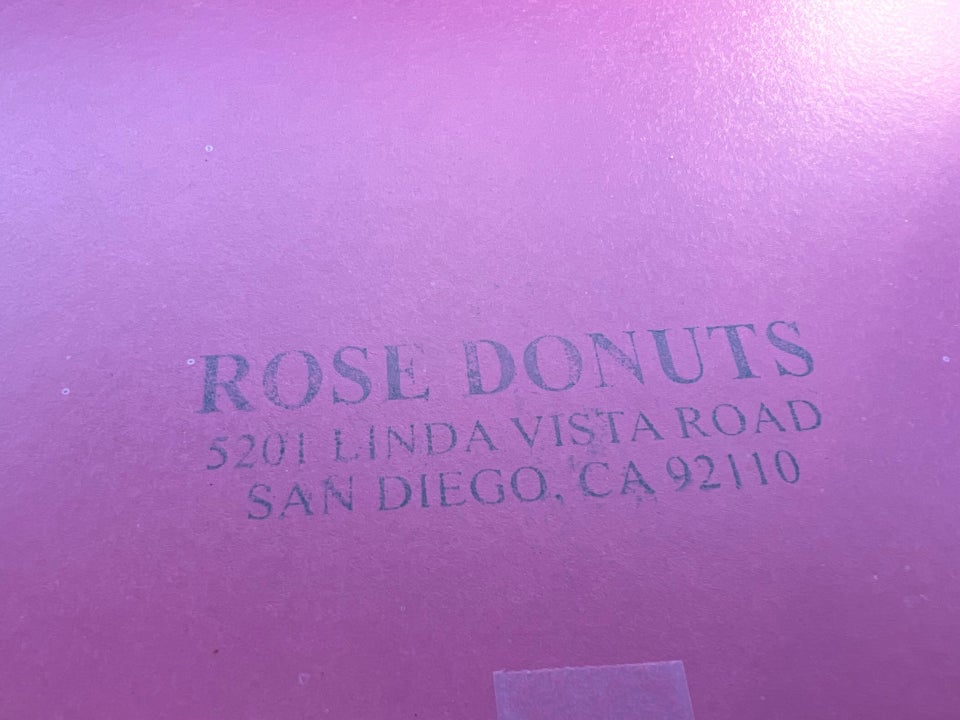 ROSE DONUTS
5201 LINDA VISTA ROAD
SAN DIEGO, CA 92110